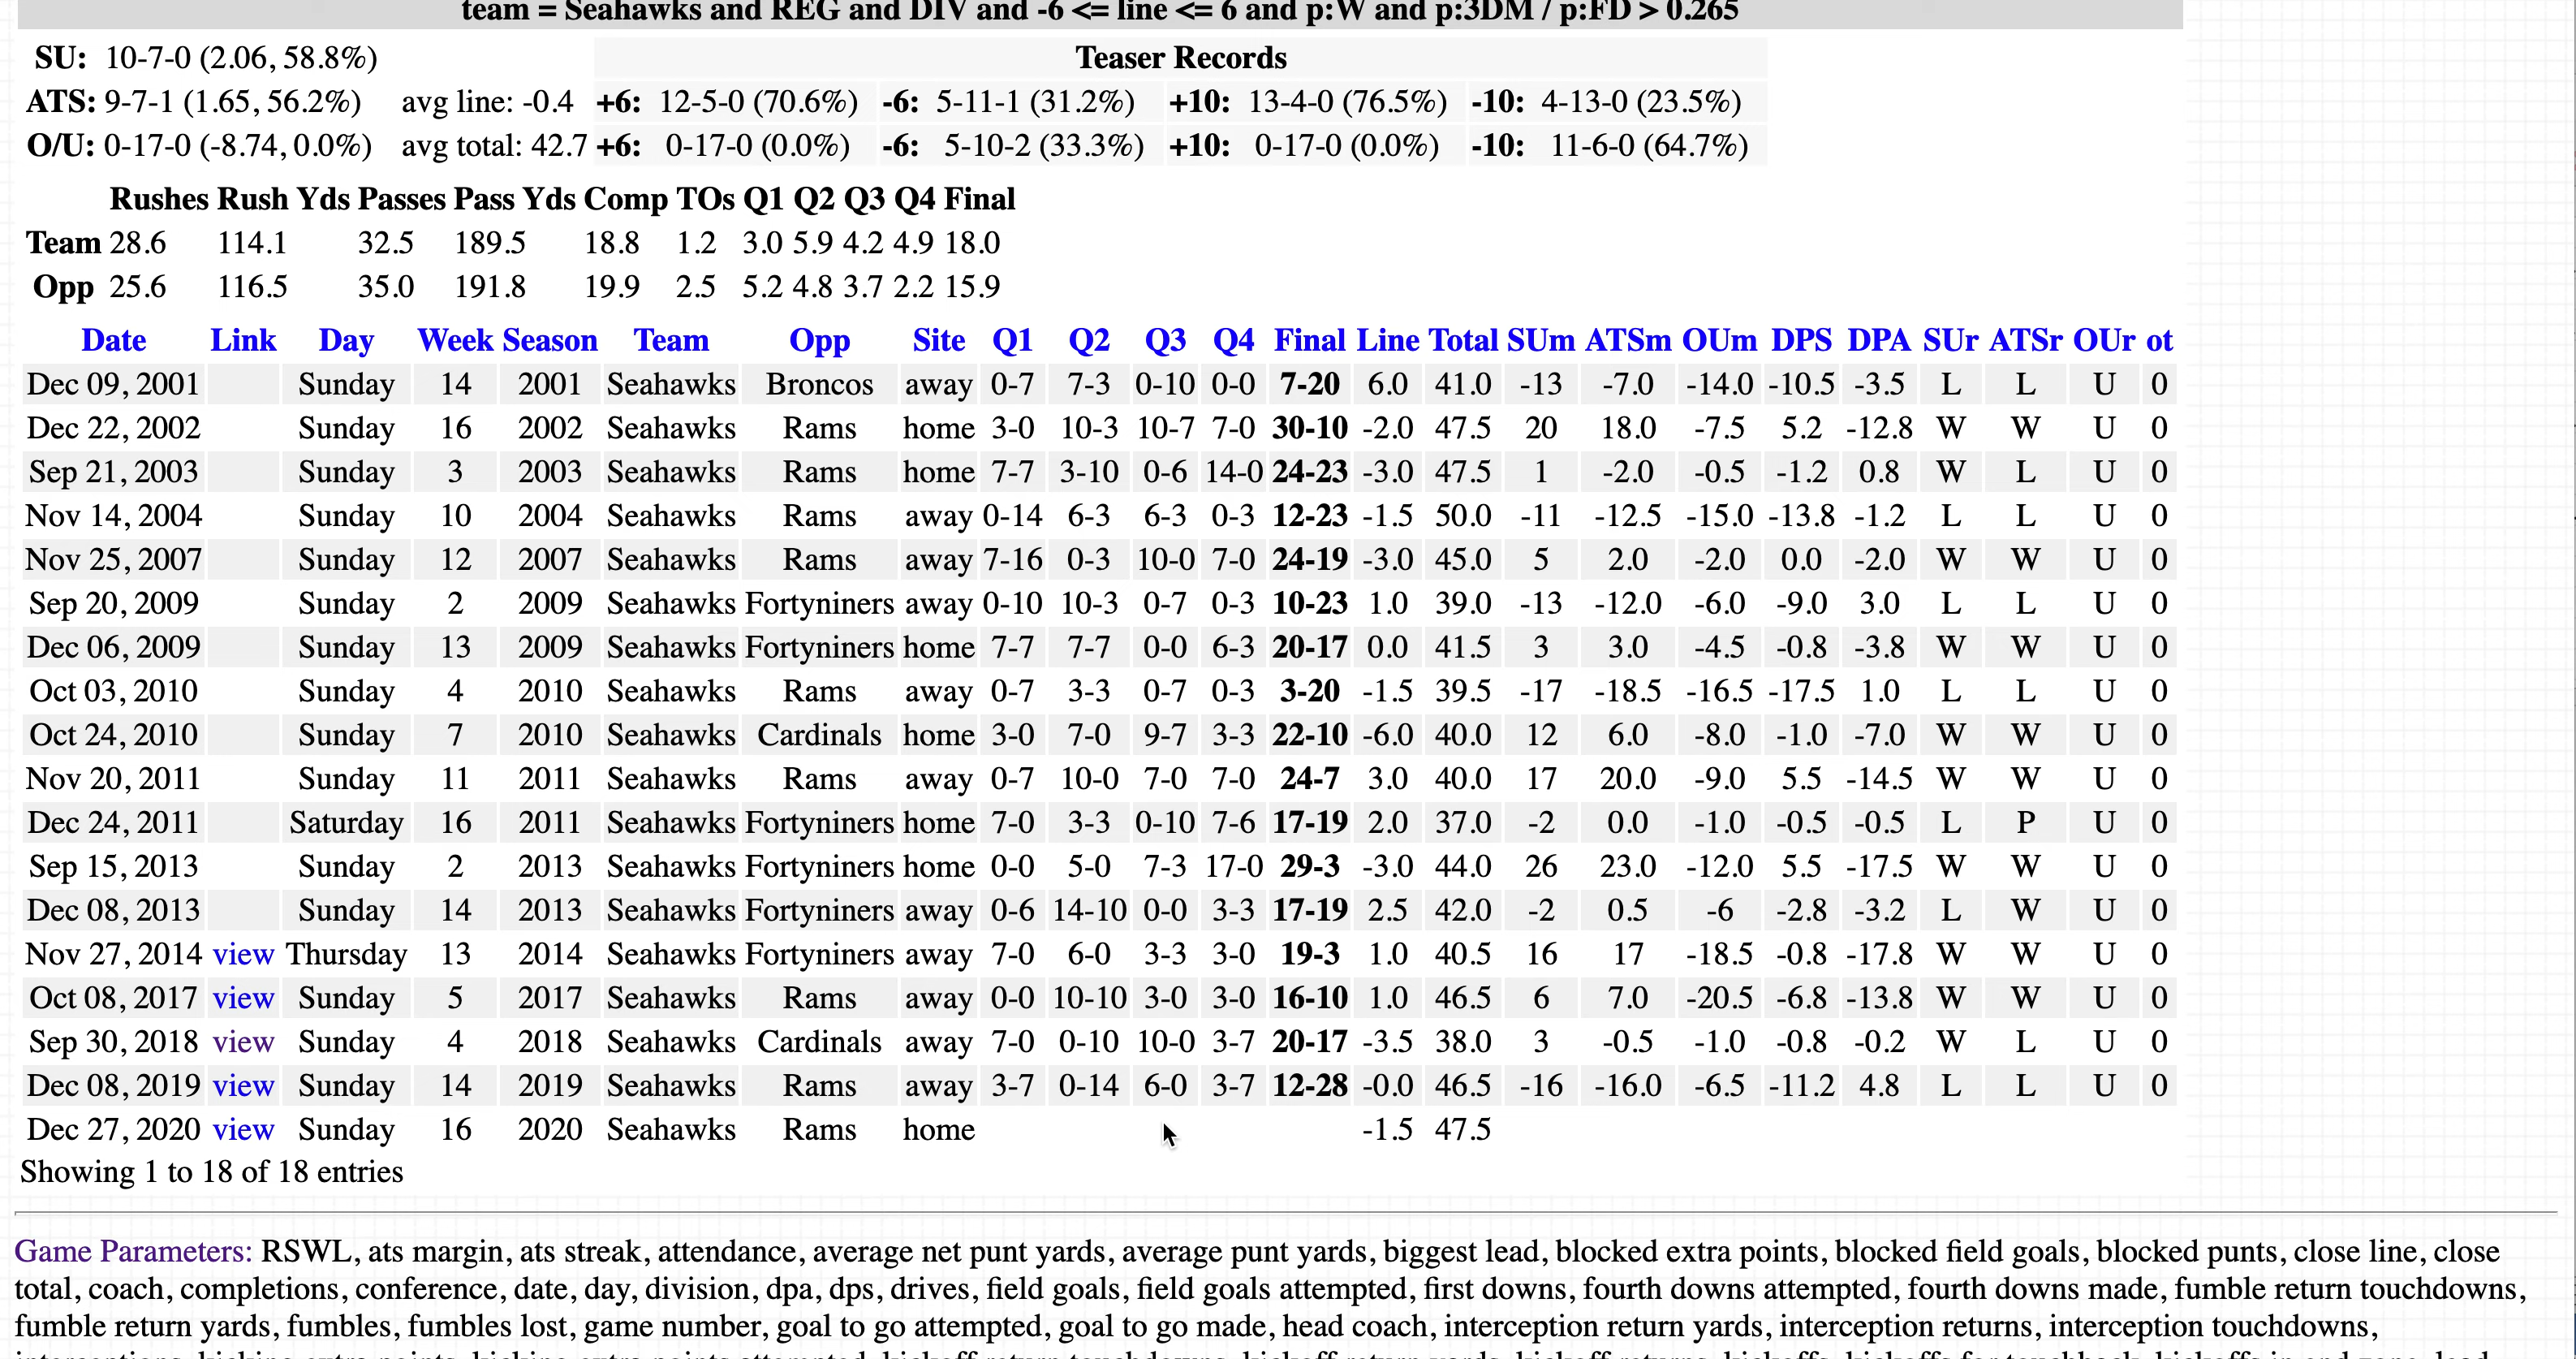 team = Seahawks and REG and DIV and -6 <= line <= 6 and p:W and p:3DM / p:FD > 0.265
SU: 10-7-0 (2.06, 58.8%) Teaser Records
ATS: 9-7-1 (1.65, 56.2%) avg line: -0.4 +6: 12-5-0 (70.6%) -6: 5-11-1 (31.2%) +10: 13-4-0 (76.5%) -10: 4-13-0 (23.5%)
O/U: 0-17-0 (-8.74, 0.0%) avg total: 42.7 +6: 0-17-0 (0.0%) -6: 5-10-2 (33.3%) +10: 0-17-0 (0.0%) -10: 11-6-0 (64.7%)
Rushes Rush Yds Passes Pass Yds Comp TOs Q1 Q2 Q3 Q4 Final
Team 28.6 114.1 32.5 189.5 18.8 1.2 3.0 5.9 4.2 4.9 18.0
Opp 25.6 116.5 35.0 191.8 19.9 2.5 5.2 4.8 3.7 2.2 15.9
Date Link Day Week Season Team Opp Site Q1 Q2 Q3 Q4 Final Line Total SUm ATSm OUm DPS DPA SUr ATSr OUr ot
Dec 09, 2001 Sunday 14 2001 Seahawks Broncos away 0-7 7-3 0-10 0-0 7-20 6.0 41.0 -13 -7.0 -14.0 -10.5 -3.5 L L U 0
Dec 22, 2002 Sunday 16 2002 Seahawks Rams home 3-0 10-3 10-7 7-0 30-10 -2.0 47.5 20 18.0 -7.5 5.2 -12.8 W W U 0
Sep 21, 2003 Sunday 3 2003 Seahawks Rams home 7-7 3-10 0-6 14-0 24-23 -3.0 47.5 1 -2.0 -0.5 -1.2 0.8 W L U 0
Nov 14, 2004 Sunday 10 2004 Seahawks Rams away 0-14 6-3 6-3 0-3 12-23 -1.5 50.0 -11 -12.5 -15.0 -13.8 -1.2 L L U 0
Nov 25, 2007 Sunday 12 2007 Seahawks Rams away 7-16 0-3 10-0 7-0 24-19 -3.0 45.0 5 2.0 -2.0 0.0 -2.0 W W U 0
Sep 20, 2009 Sunday 2 2009 Seahawks Fortyniners away 0-10 10-3 0-7 0-3 10-23 1.0 39.0 -13 -12.0 -6.0 -9.0 3.0 L L U 0
Dec 06, 2009 Sunday 13 2009 Seahawks Fortyniners home 7-7 7-7 0-0 6-3 20-17 0.0 41.5 3 3.0 -4.5 -0.8 -3.8 W W U 0
Oct 03, 2010 Sunday 4 2010 Seahawks Rams away 0-7 3-3 0-7 0-3 3-20 -1.5 39.5 -17 -18.5 -16.5 -17.5 1.0 L L U 0
Oct 24, 2010 Sunday 7 2010 Seahawks Cardinals home 3-0 7-0 9-7 3-3 22-10 -6.0 40.0 12 6.0 -8.0 -1.0 -7.0 W W U 0
Nov 20, 2011 Sunday 11 2011 Seahawks Rams away 0-7 10-0 7-0 7-0 24-7 3.0 40.0 17 20.0 -9.0 5.5 -14.5 W W U 0
Dec 24, 2011 Saturday 16 2011 Seahawks Fortyniners home 7-0 3-3 0-10 7-6 17-19 2.0 37.0 -2 0.0 -1.0 -0.5 -0.5 L P U 0
Sep 15, 2013 Sunday 2 2013 Seahawks Fortyniners home 0-0 5-0 7-3 17-0 29-3 -3.0 44.0 26 23.0 -12.0 5.5 -17.5 W W U 0
Dec 08, 2013 Sunday 14 2013 Seahawks Fortyniners away 0-6 14-10 0-0 3-3 17-19 2.5 42.0 -2 0.5 -6 -2.8 -3.2 L W U 0
Nov 27, 2014 view Thursday 13 2014 Seahawks Fortyniners away 7-0 6-0 3-3 3-0 19-3 1.0 40.5 16 17 -18.5 -0.8 -17.8 W W U 0
Oct 08, 2017 view Sunday 5 2017 Seahawks Rams away 0-0 10-10 3-0 3-0 16-10 1.0 46.5 6 7.0 -20.5 -6.8 -13.8 W W U 0
Sep 30, 2018 view Sunday 4 2018 Seahawks Cardinals away 7-0 0-10 10-0 3-7 20-17 -3.5 38.0 3 -0.5 -1.0 -0.8 -0.2 W L U 0
Dec 08, 2019 view Sunday 14 2019 Seahawks Rams away 3-7 0-14 6-0 3-7 12-28 -0.0 46.5 -16 -16.0 -6.5 -11.2 4.8 L L U 0
Dec 27, 2020 view Sunday 16 2020 Seahawks Rams home -1.5 47.5
Showing 1 to 18 of 18 entries
Game Parameters: RSWL, ats margin, ats streak, attendance, average net punt yards, average punt yards, biggest lead, blocked extra points, blocked field goals, blocked punts, close line, close
total, coach, completions, conference, date, day, division, dpa, dps, drives, field goals, field goals attempted, first downs, fourth downs attempted, fourth downs made, fumble return touchdowns,
fumble return yards, fumbles, fumbles lost, game number, goal to go attempted, goal to go made, head coach, interception return yards, interception returns, interception touchdowns,